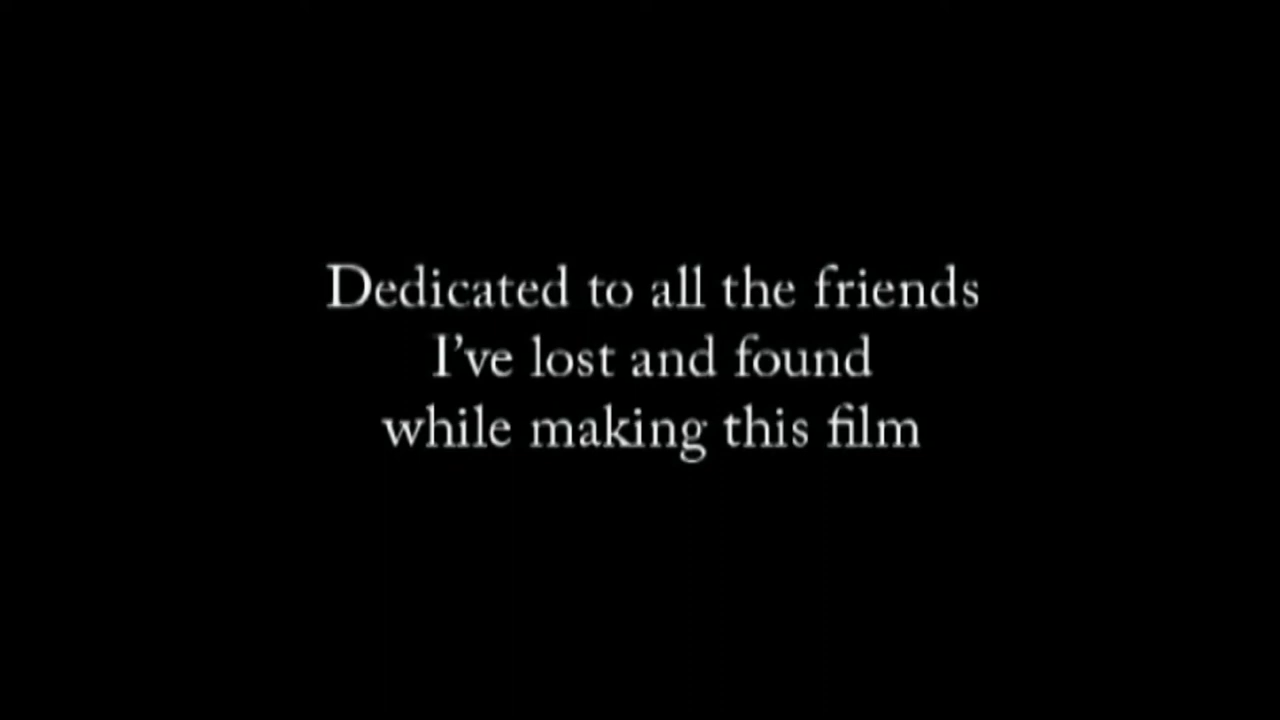 Dedicated to all the friends
I’ve lost and found
while making this film